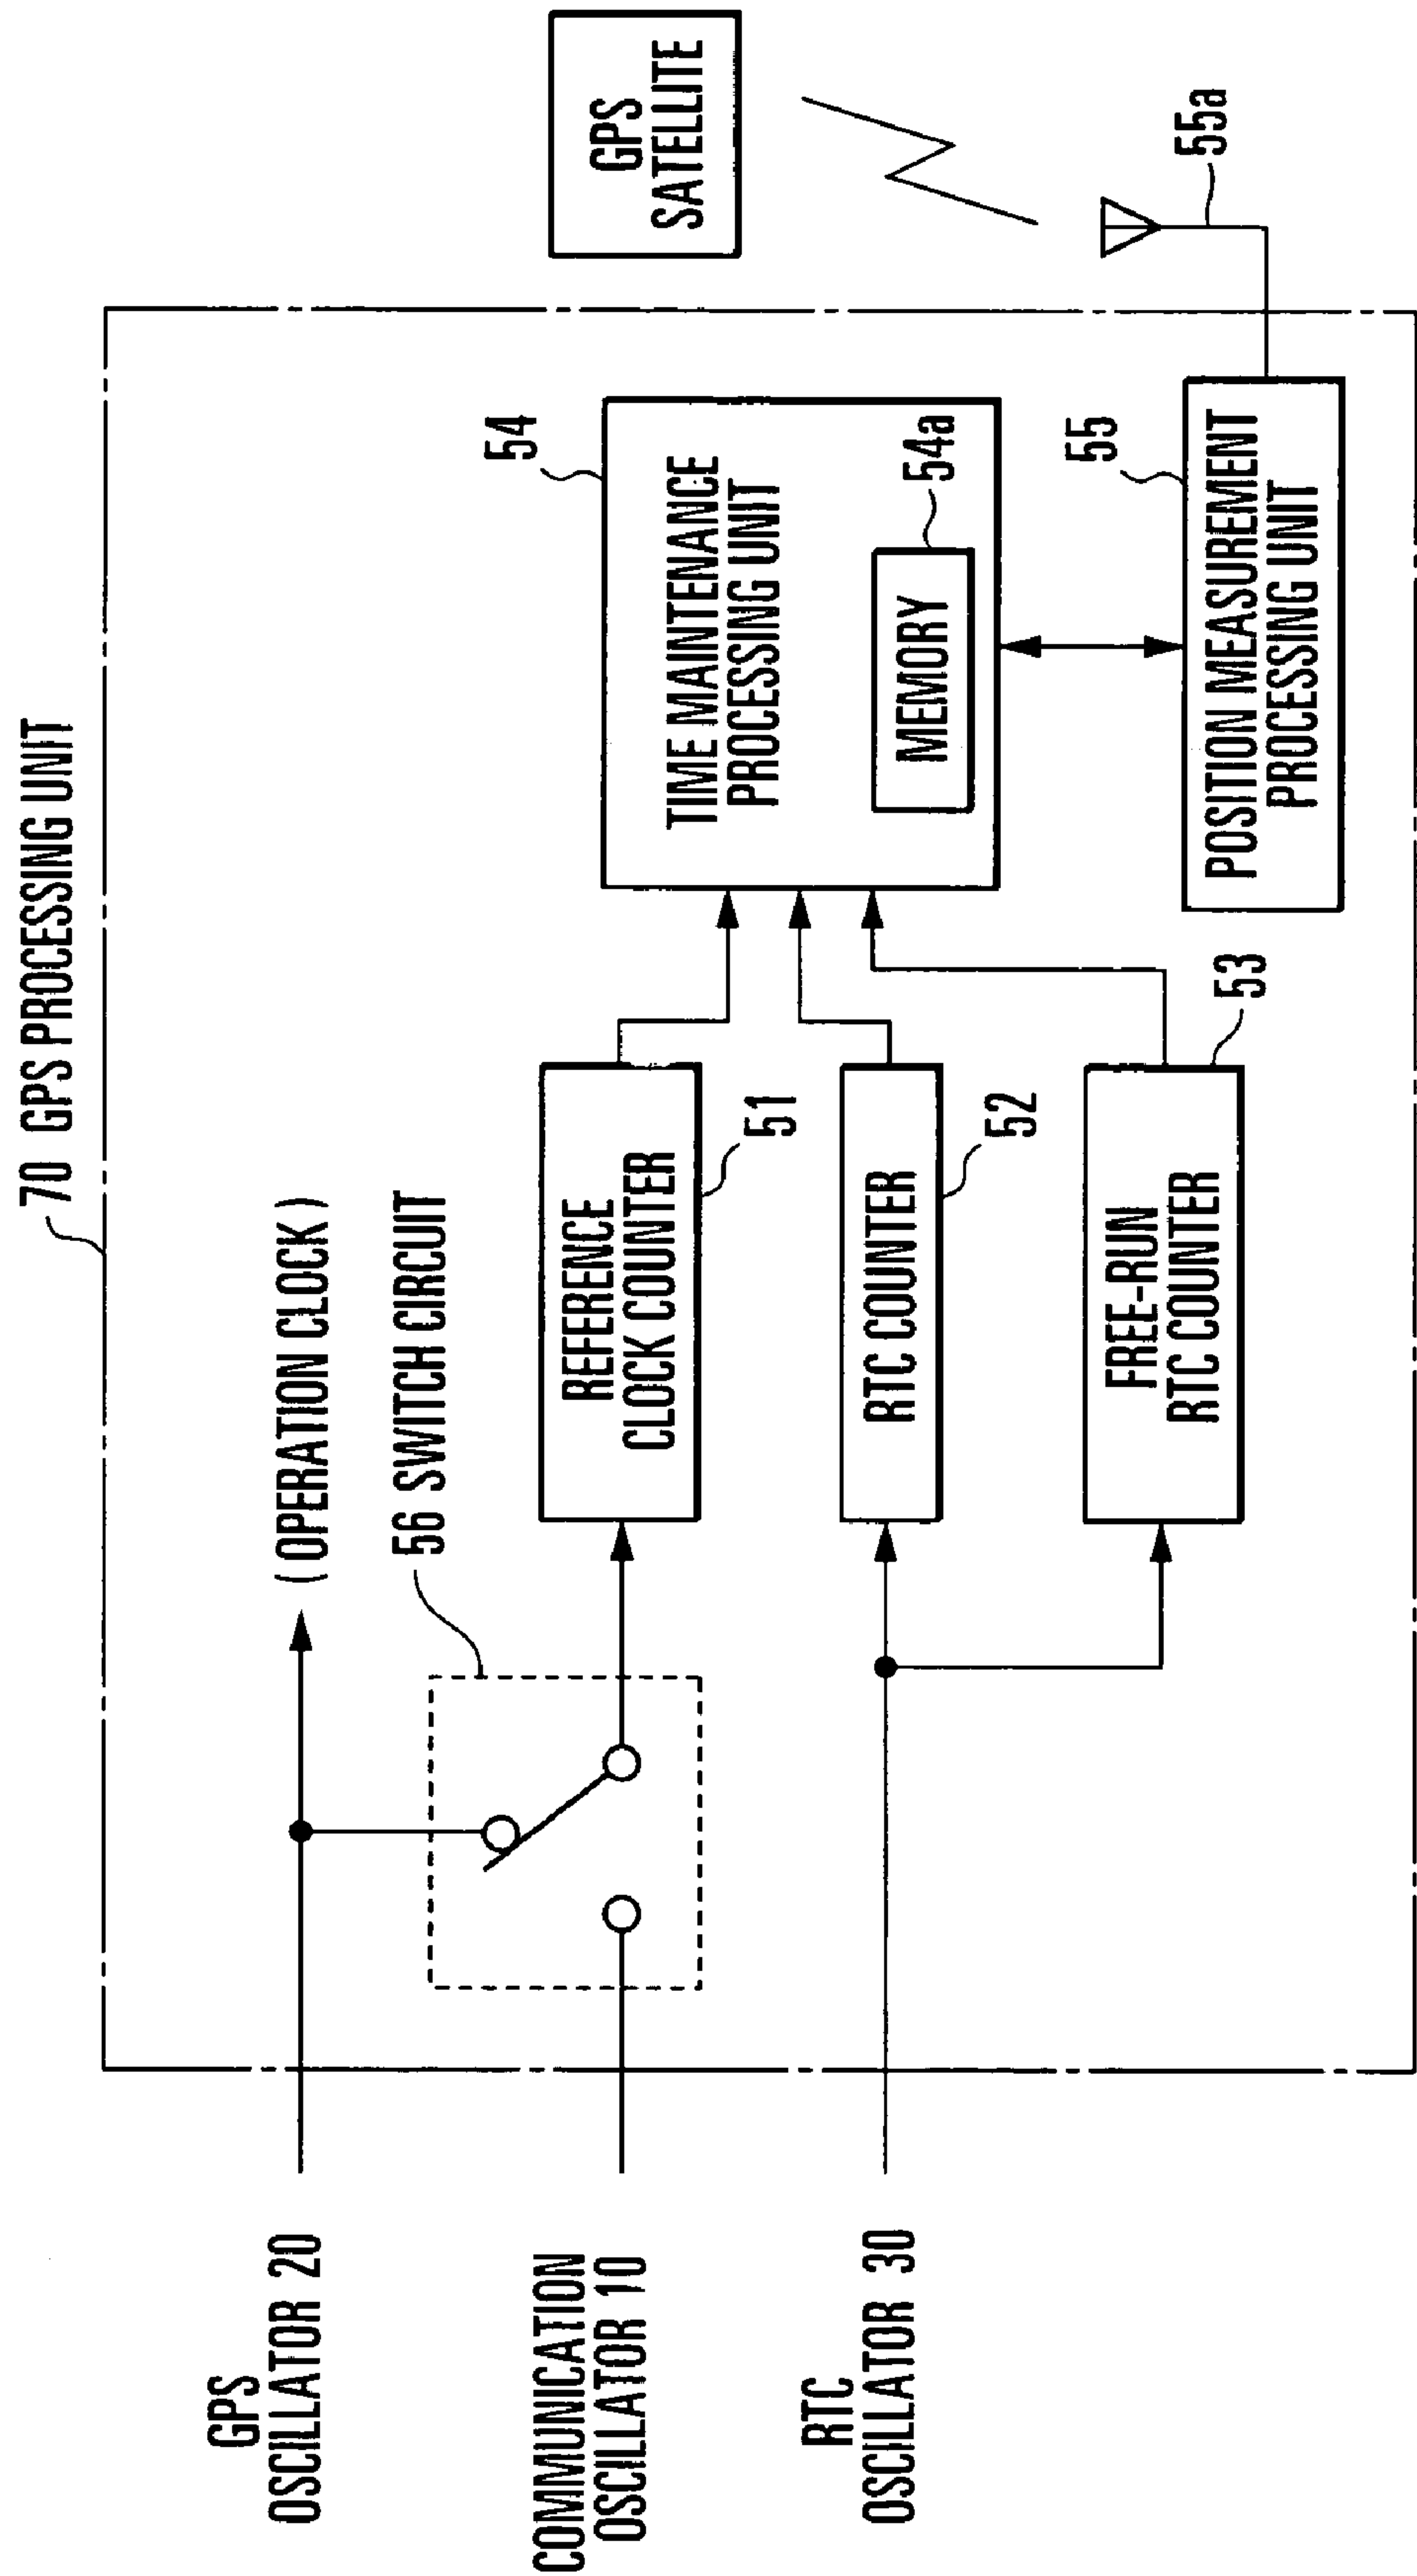 70 GPS PROCESSING UNIT
GPS
OSCILLATOR 20
(OPERATION CLOCK)
56 SWITCH CIRCUIT
COMMUNICATION
OSCILLATOR 10
REFERENCE
CLOCK COUNTER
51
54
TIME MAINTENANCE
PROCESSING UNIT
MEMORY
54a
GPS
SATELLITE
RTC
OSCILLATOR 30
RTC COUNTER
52
FREE-RUN
RTC COUNTER
53
55
POSITION MEASUREMENT
PROCESSING UNIT
55a